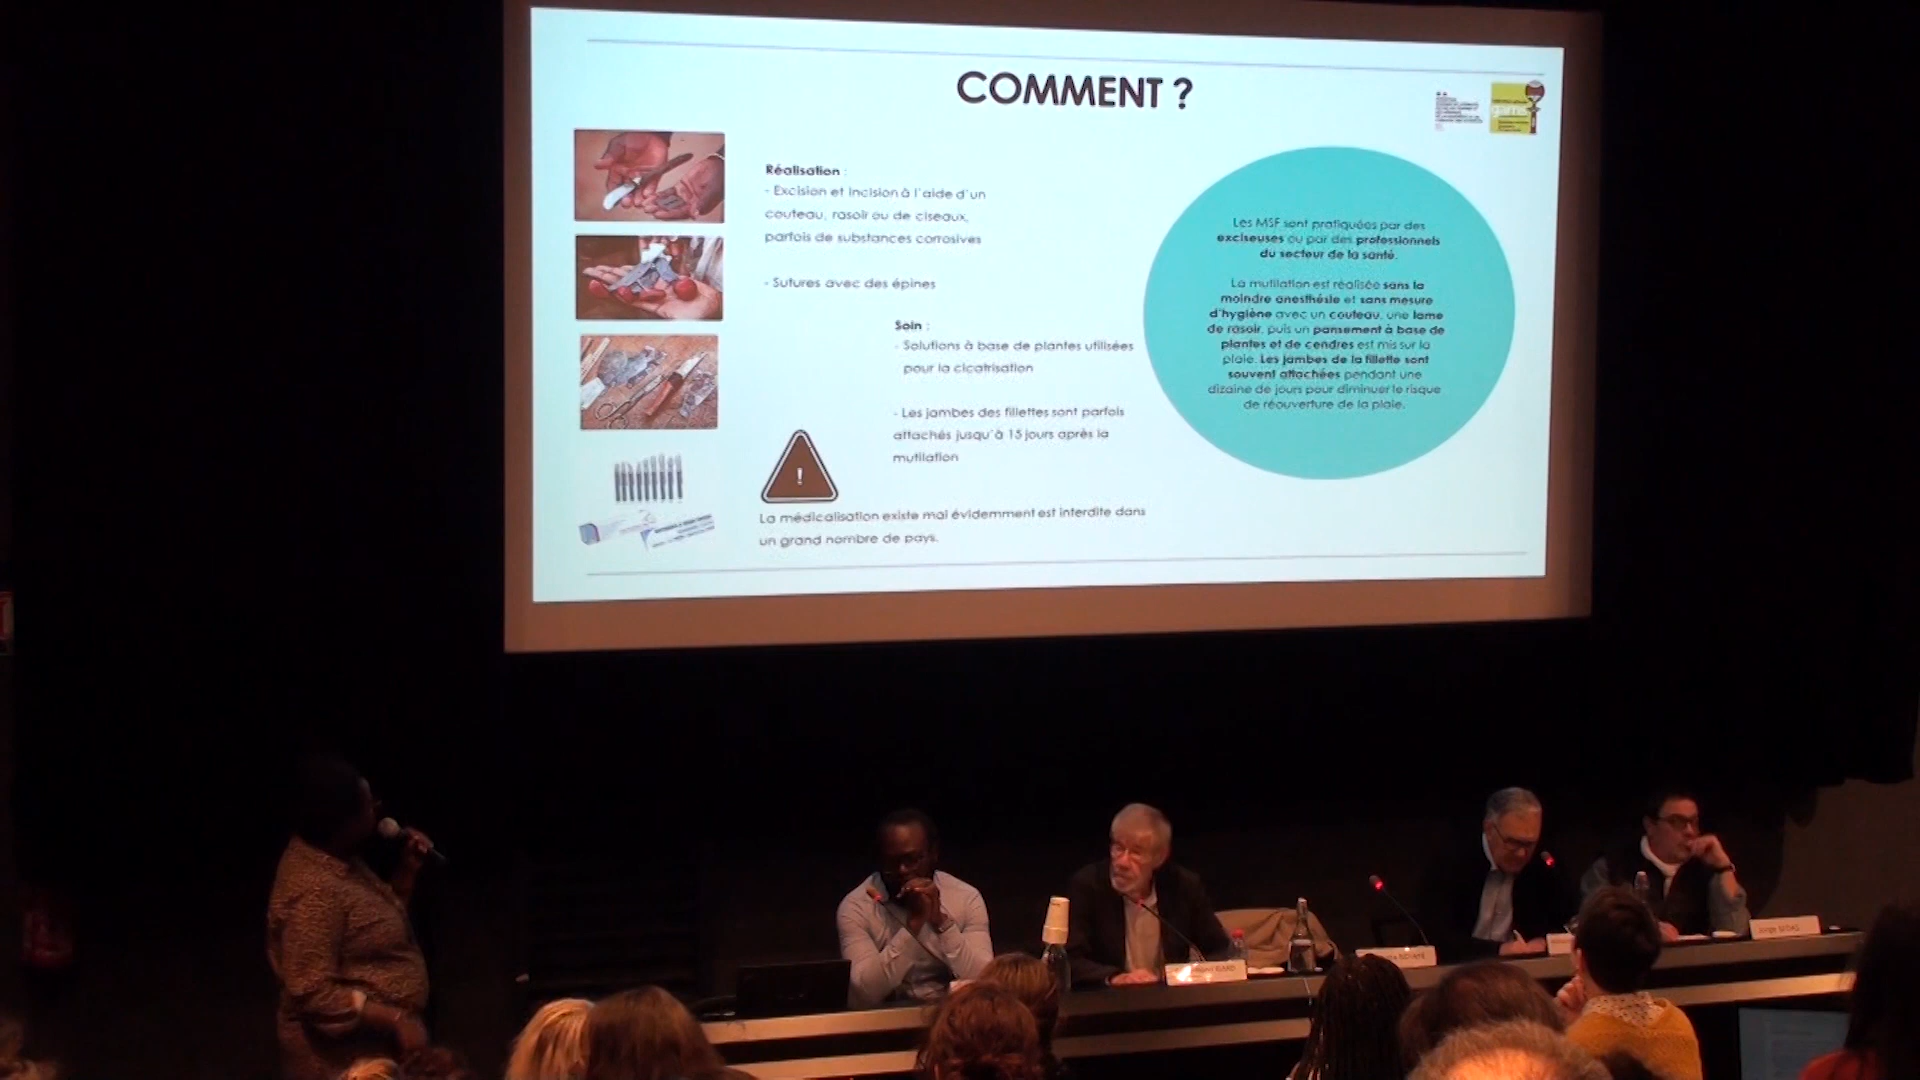 COMMENT ?
gams
Réalisation :
- Excision et incision à l'aide d'un
couteau, rasoir ou de ciseaux,
parfois de substances corrosives
- Sutures avec des épines
Soin :
- Solutions à base de plantes utilisées
pour la cicatrisation
- Les jambes des fillettes sont parfois
attachés jusqu'à 15 jours après la
mutilation
!
La médicalisation existe mai évidemment est interdite dans
un grand nombre de pays.
Les MSF sont pratiquées par des
exciseuses ou par des professionnels
du secteur de la santé.
La mutilation est réalisée sans la
moindre anesthésie et sans mesure
d'hygiène avec un couteau, une lame
de rasoir, puis un pansement à base de
plantes et de cendres est mis sur la
plaie. Les jambes de la fillette sont
souvent attachées pendant une
dizaine de jours pour diminuer le risque
de réouverture de la plaie.